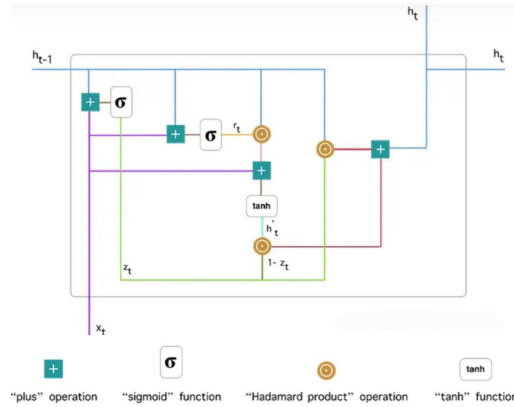 h_t
h_t-1
h_t
σ
σ
r_t
tanh
h'_t
1- z_t
z_t
x_t
σ
tanh
"plus" operation
"sigmoid" function
"Hadamard product" operation
"tanh" function